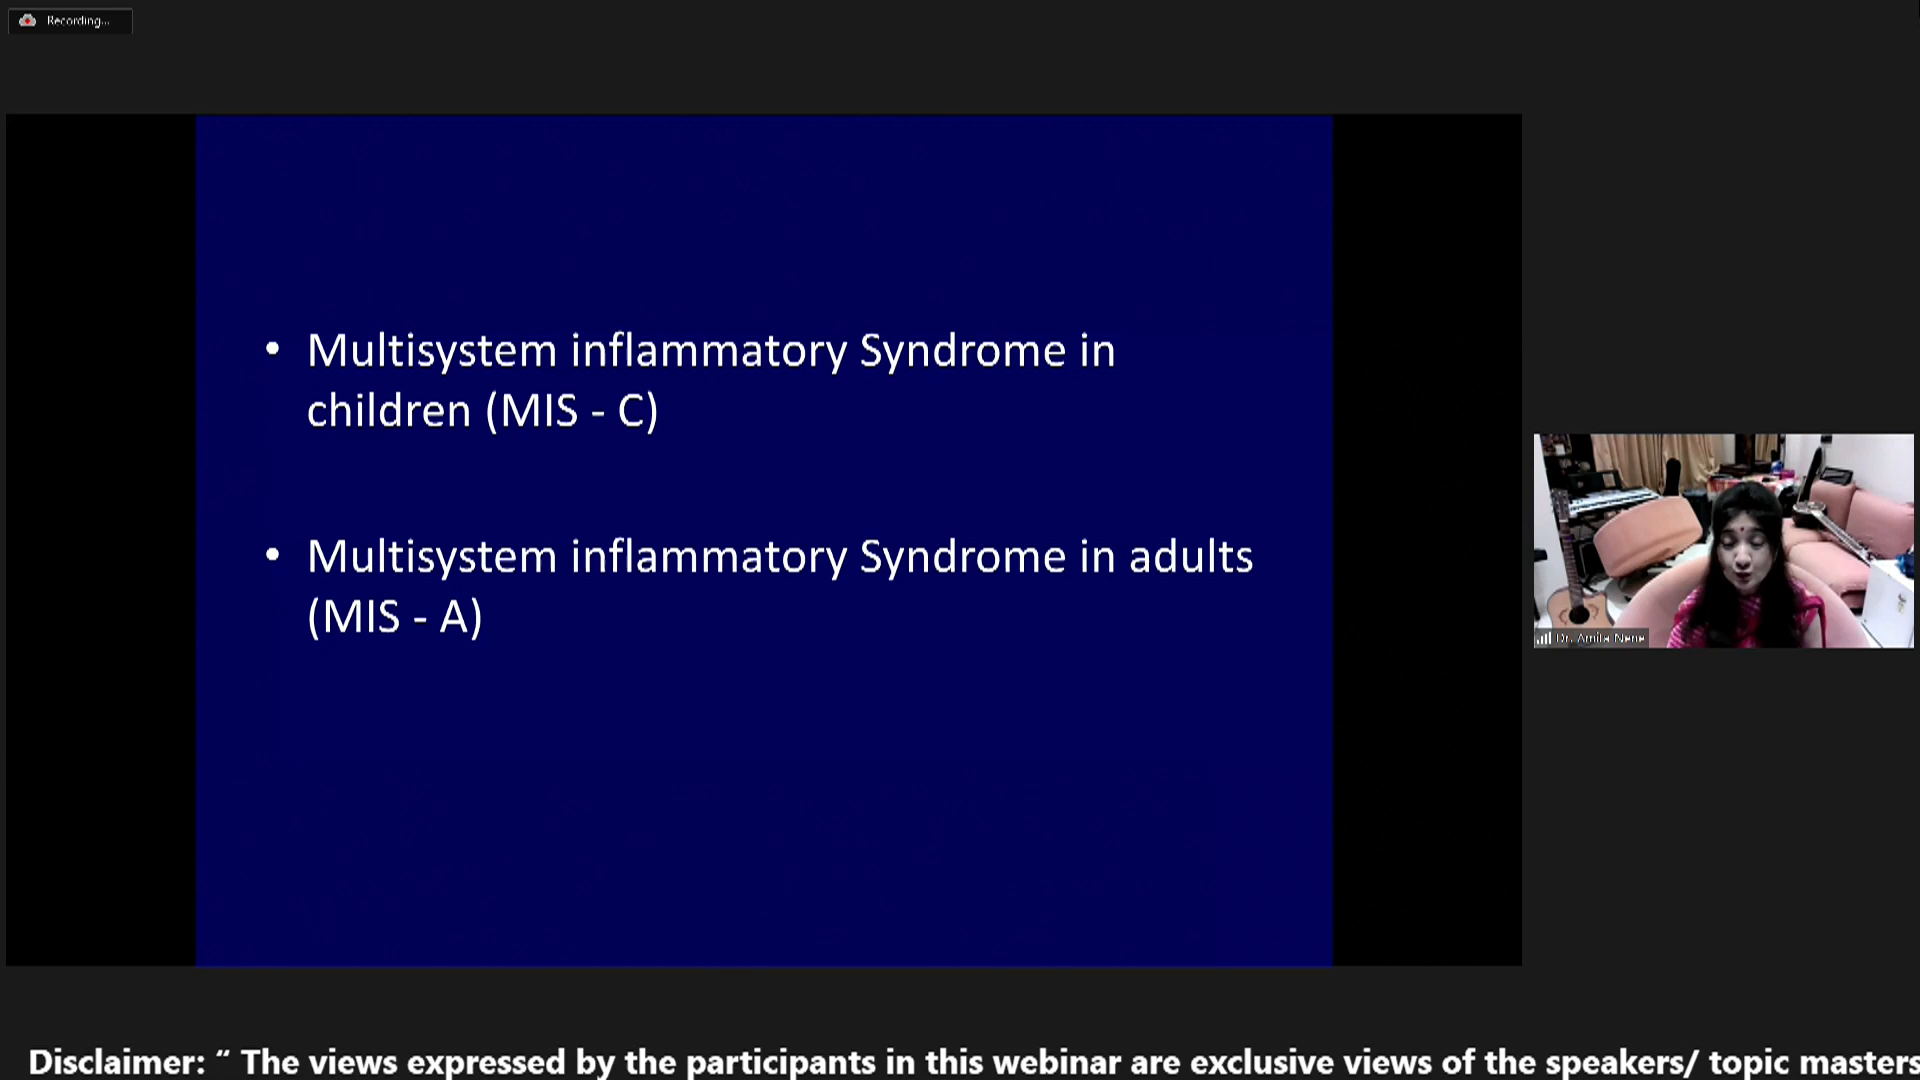 Recording...
• Multisystem inflammatory Syndrome in
children (MIS - C)
• Multisystem inflammatory Syndrome in adults
(MIS - A)
Dr. Amita Nene
Disclaimer: “ The views expressed by the participants in this webinar are exclusive views of the speakers/ topic masters